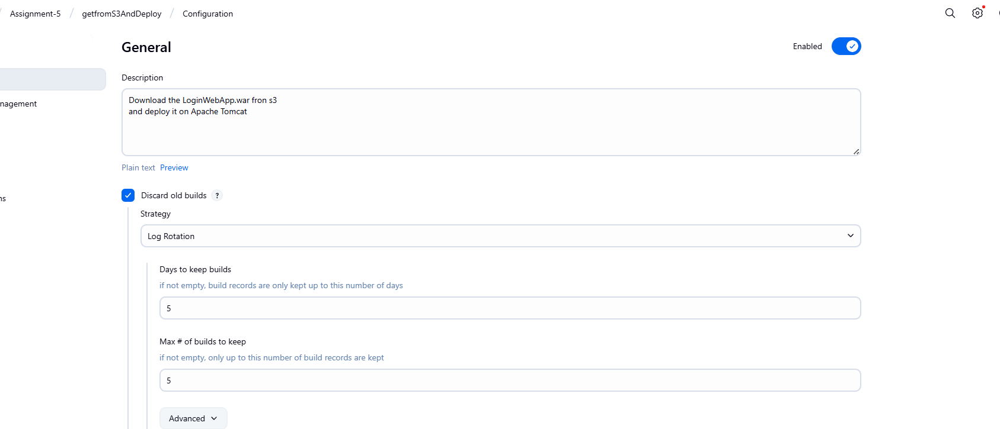 / Assignment-5 / getfromS3AndDeploy / Configuration
General
Enabled
Description
Download the LoginWebApp.war fron s3
and deploy it on Apache Tomcat
nagement
Plain text Preview
Discard old builds ?
ns
Strategy
Log Rotation
Days to keep builds
if not empty, build records are only kept up to this number of days
5
Max # of builds to keep
if not empty, only up to this number of build records are kept
5
Advanced